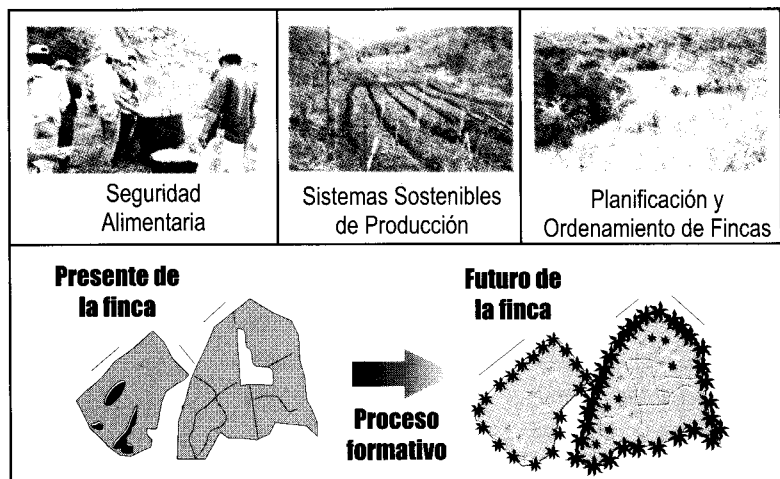 Seguridad
Alimentaria
Sistemas Sostenibles
de Producción
Planificación y
Ordenamiento de Fincas
Presente de
la finca
Futuro de
la finca
Proceso
formativo